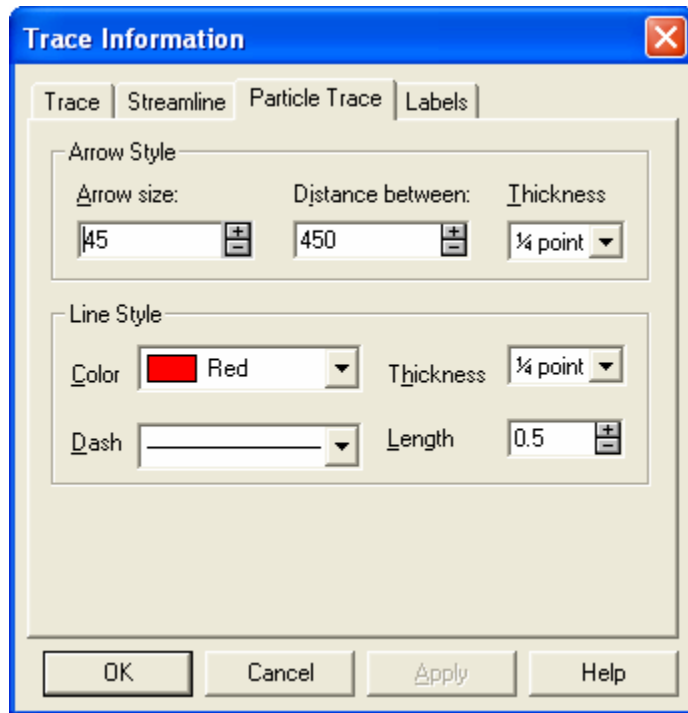 Trace Information
Trace Streamline Particle Trace Labels
Arrow Style
Arrow size: Distance between: Thickness
45 450 ¼ point
Line Style
Color Red Thickness ¼ point
Dash Length 0.5
OK Cancel Apply Help